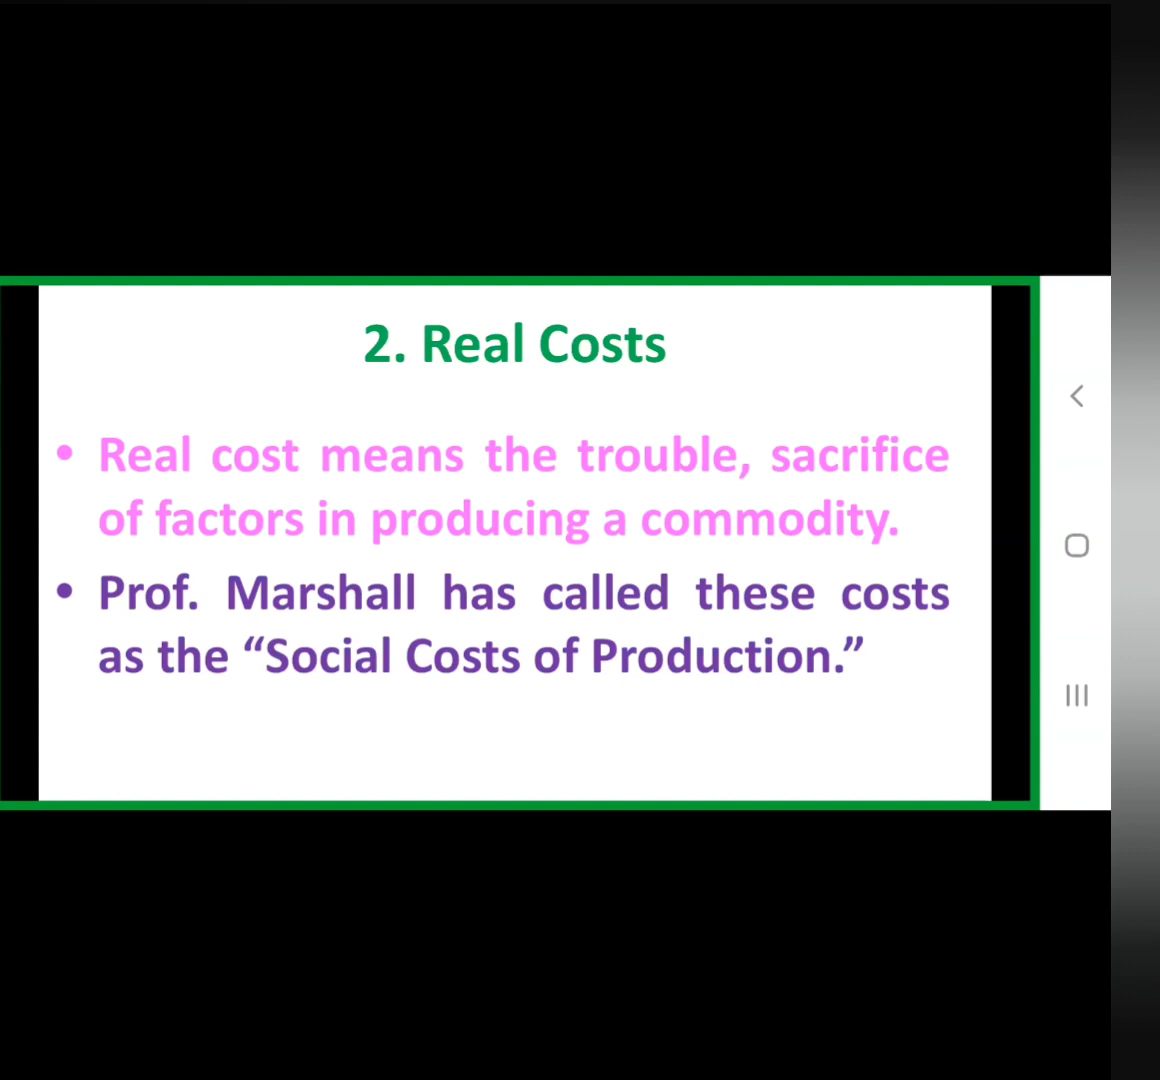 2. Real Costs
• Real cost means the trouble, sacrifice
of factors in producing a commodity.
• Prof. Marshall has called these costs
as the “Social Costs of Production.”